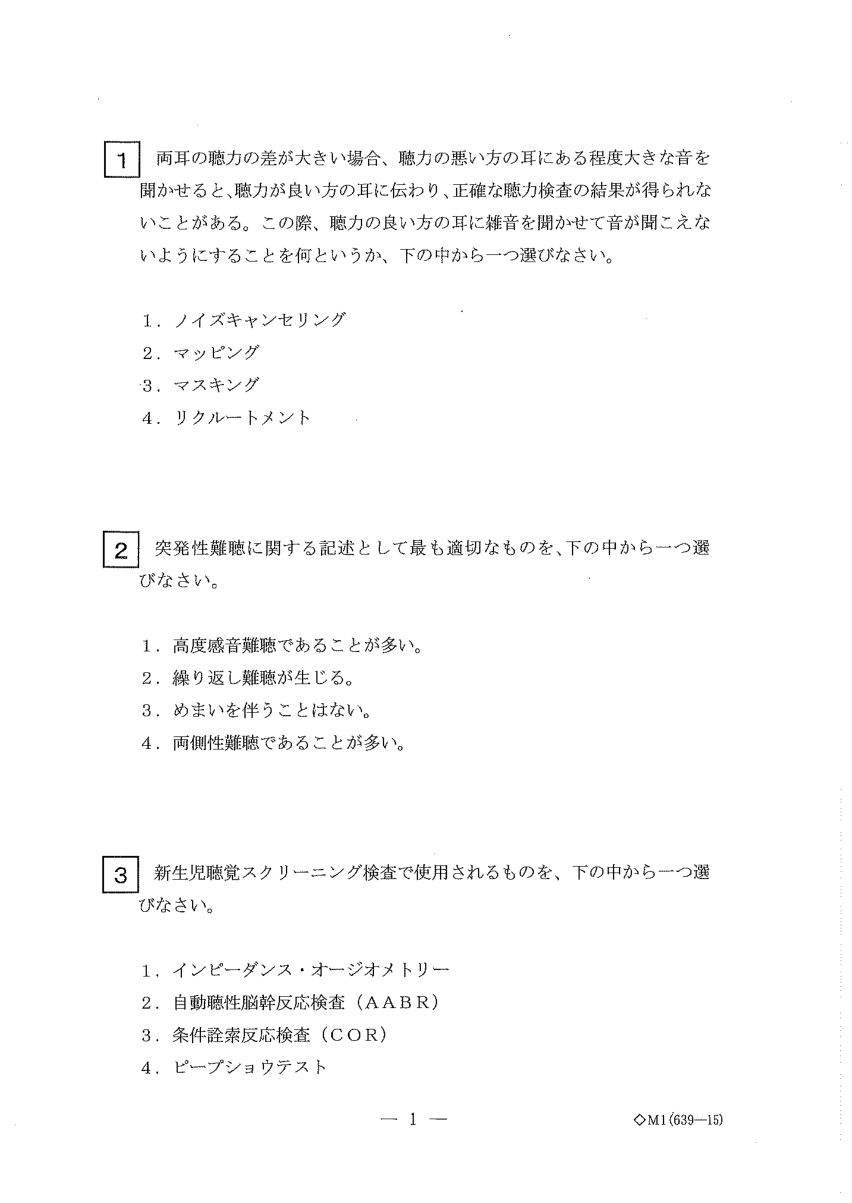 1 両耳の聴力の差が大きい場合、聴力の悪い方の耳にある程度大きな音を
聞かせると、聴力が良い方の耳に伝わり、正確な聴力検査の結果が得られな
いことがある。この際、聴力の良い方の耳に雑音を聞かせて音が聞こえな
いようにすることを何というか、下の中から一つ選びなさい。
1．ノイズキャンセリング
2．マッピング
3．マスキング
4．リクルートメント
2 突発性難聴に関する記述として最も適切なものを、下の中から一つ選
びなさい。
1．高度感音難聴であることが多い。
2．繰り返し難聴が生じる。
3．めまいを伴うことはない。
4．両側性難聴であることが多い。
3 新生児聴覚スクリーニング検査で使用されるものを、下の中から一つ選
びなさい。
1．インピーダンス・オージオメトリー
2．自動聴性脳幹反応検査（ＡＡＢＲ）
3．条件詮索反応検査（ＣＯＲ）
4．ピープショウテスト
— 1 —
◇M1(639—15)